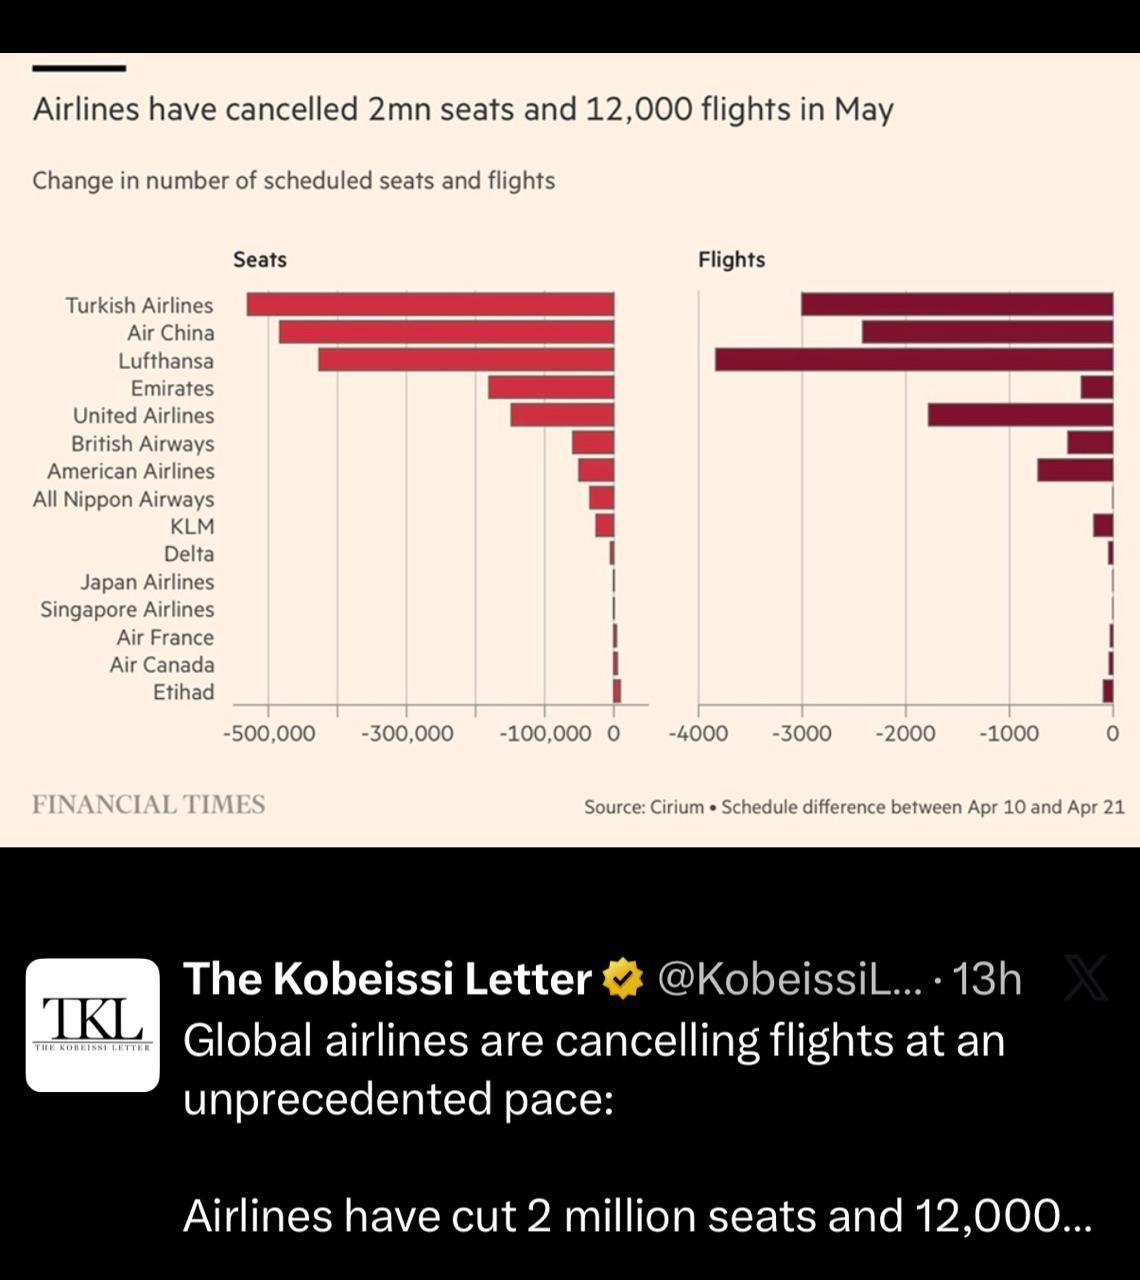 Airlines have cancelled 2mn seats and 12,000 flights in May
Change in number of scheduled seats and flights
Seats
Flights
Turkish Airlines
Air China
Lufthansa
Emirates
United Airlines
British Airways
American Airlines
All Nippon Airways
KLM
Delta
Japan Airlines
Singapore Airlines
Air France
Air Canada
Etihad
-500,000 -300,000 -100,000 0
-4000 -3000 -2000 -1000 0
FINANCIAL TIMES
Source: Cirium • Schedule difference between Apr 10 and Apr 21
TKL
THE KOBEISSI LETTER
The Kobeissi Letter @KobeissiL... · 13h
Global airlines are cancelling flights at an
unprecedented pace:
Airlines have cut 2 million seats and 12,000...